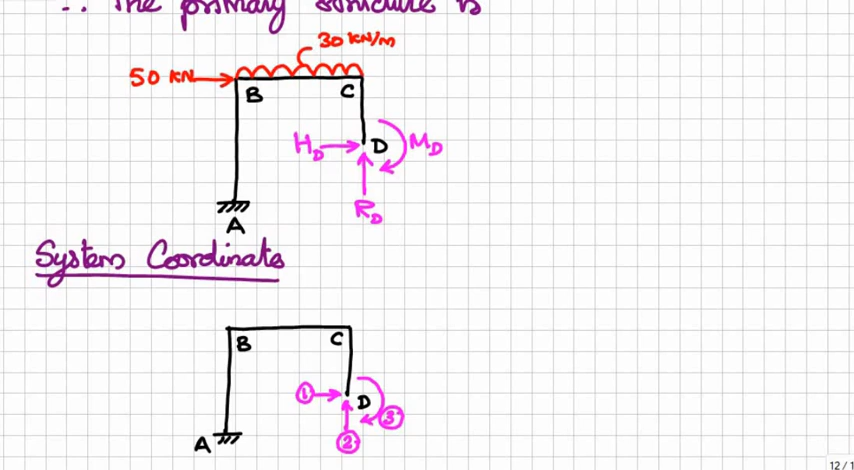 ∴ The primary structure is
30 KN/m
50 KN
B C
H_D D M_D
R_D
A
System Coordinate
B C
① D ③
②
A
12/1